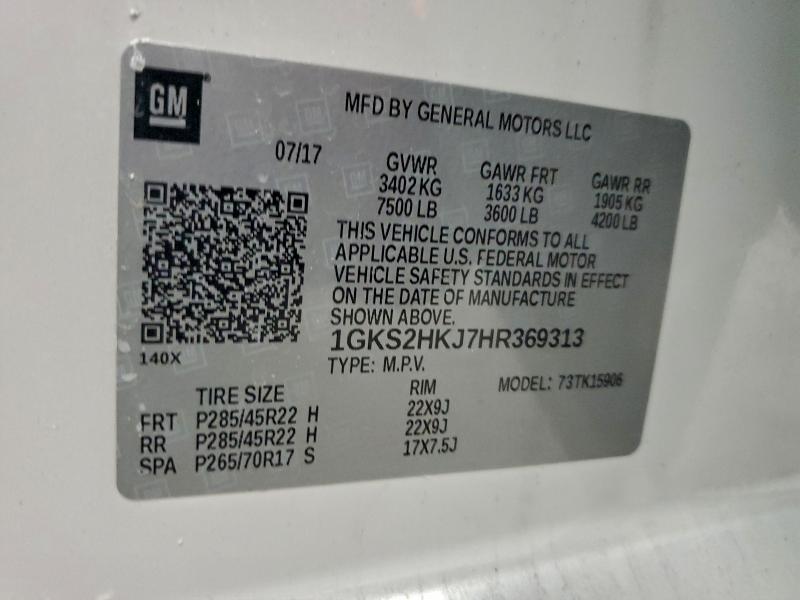 GM
MFD BY GENERAL MOTORS LLC
07/17
GVWR GAWR FRT GAWR RR
3402 KG 1633 KG 1905 KG
7500 LB 3600 LB 4200 LB
THIS VEHICLE CONFORMS TO ALL
APPLICABLE U.S. FEDERAL MOTOR
VEHICLE SAFETY STANDARDS IN EFFECT
ON THE DATE OF MANUFACTURE
SHOWN ABOVE.
140X
1GKS2HKJ7HR369313
TYPE: M.P.V. MODEL: 73TK15906
TIRE SIZE RIM
FRT P285/45R22 H 22X9J
RR P285/45R22 H 22X9J
SPA P265/70R17 S 17X7.5J